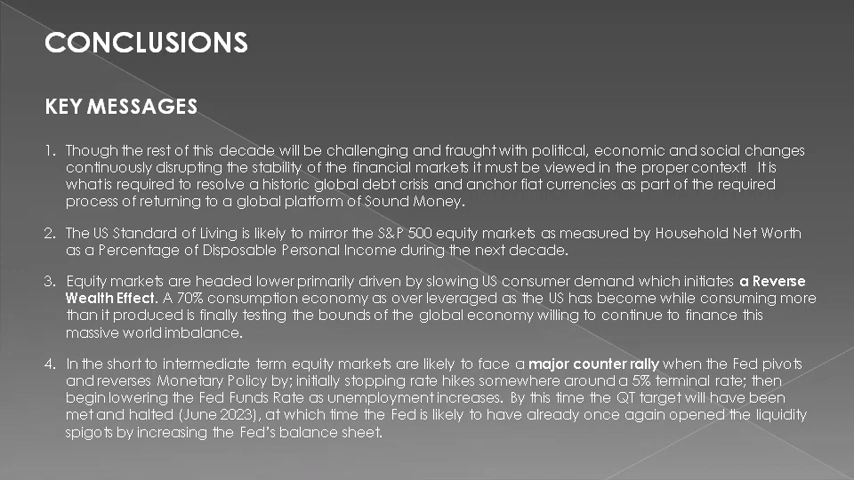 CONCLUSIONS
KEY MESSAGES
1. Though the rest of this decade will be challenging and fraught with political, economic and social changes
continuously disrupting the stability of the financial markets it must be viewed in the proper context! It is
what is required to resolve a historic global debt crisis and anchor fiat currencies as part of the required
process of returning to a global platform of Sound Money.
2. The US Standard of Living is likely to mirror the S&P 500 equity markets as measured by Household Net Worth
as a Percentage of Disposable Personal Income during the next decade.
3. Equity markets are headed lower primarily driven by slowing US consumer demand which initiates a Reverse
Wealth Effect. A 70% consumption economy as over leveraged as the US has become while consuming more
than it produced is finally testing the bounds of the global economy willing to continue to finance this
massive world imbalance.
4. In the short to intermediate term equity markets are likely to face a major counter rally when the Fed pivots
and reverses Monetary Policy by; initially stopping rate hikes somewhere around a 5% terminal rate; then
begin lowering the Fed Funds Rate as unemployment increases. By this time the QT target will have been
met and halted (June 2023), at which time the Fed is likely to have already once again opened the liquidity
spigots by increasing the Fed's balance sheet.